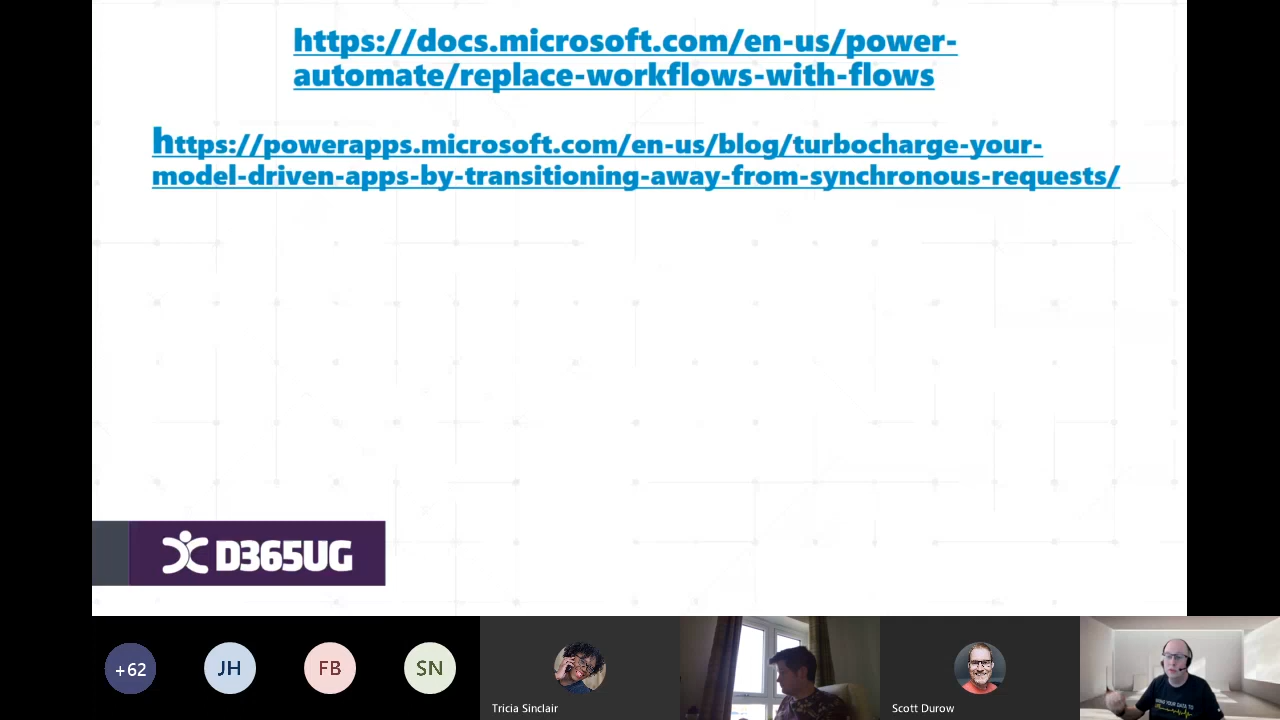 https://docs.microsoft.com/en-us/power-
automate/replace-workflows-with-flows
https://powerapps.microsoft.com/en-us/blog/turbocharge-your-
model-driven-apps-by-transitioning-away-from-synchronous-requests/
D365UG
+62
JH
FB
SN
Tricia Sinclair
Scott Durow